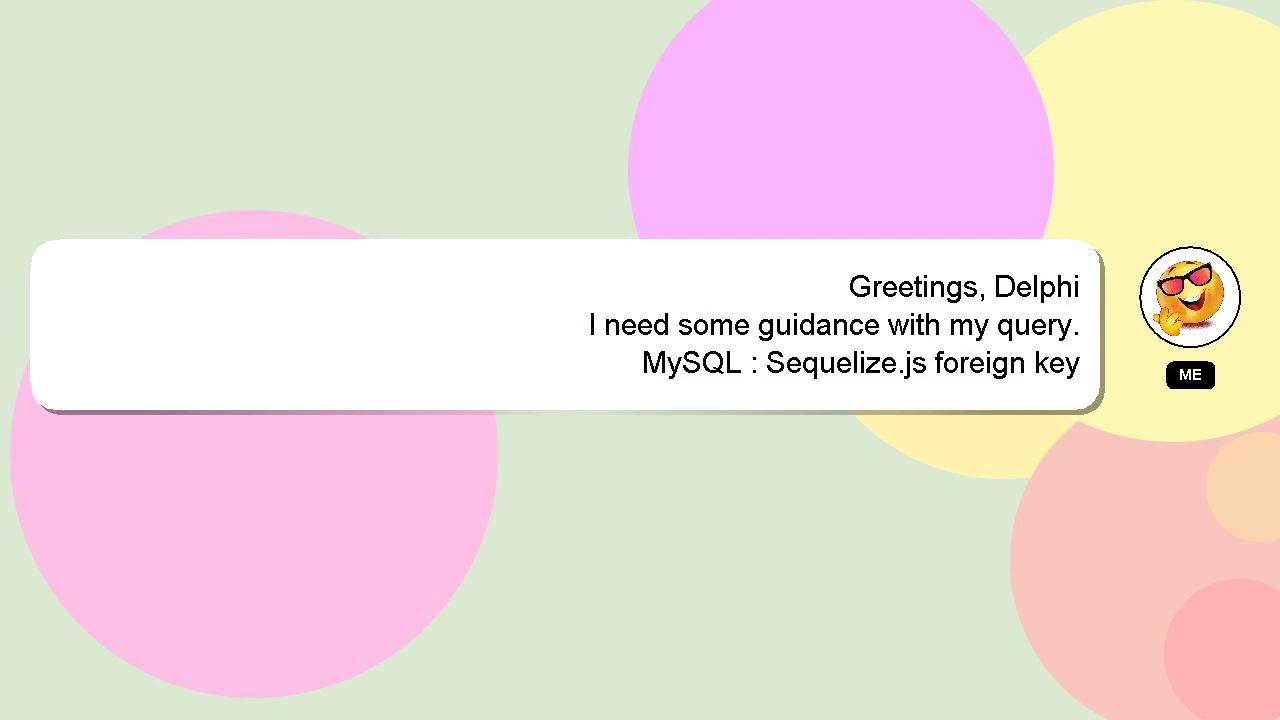 Greetings, Delphi
I need some guidance with my query.
MySQL : Sequelize.js foreign key
ME